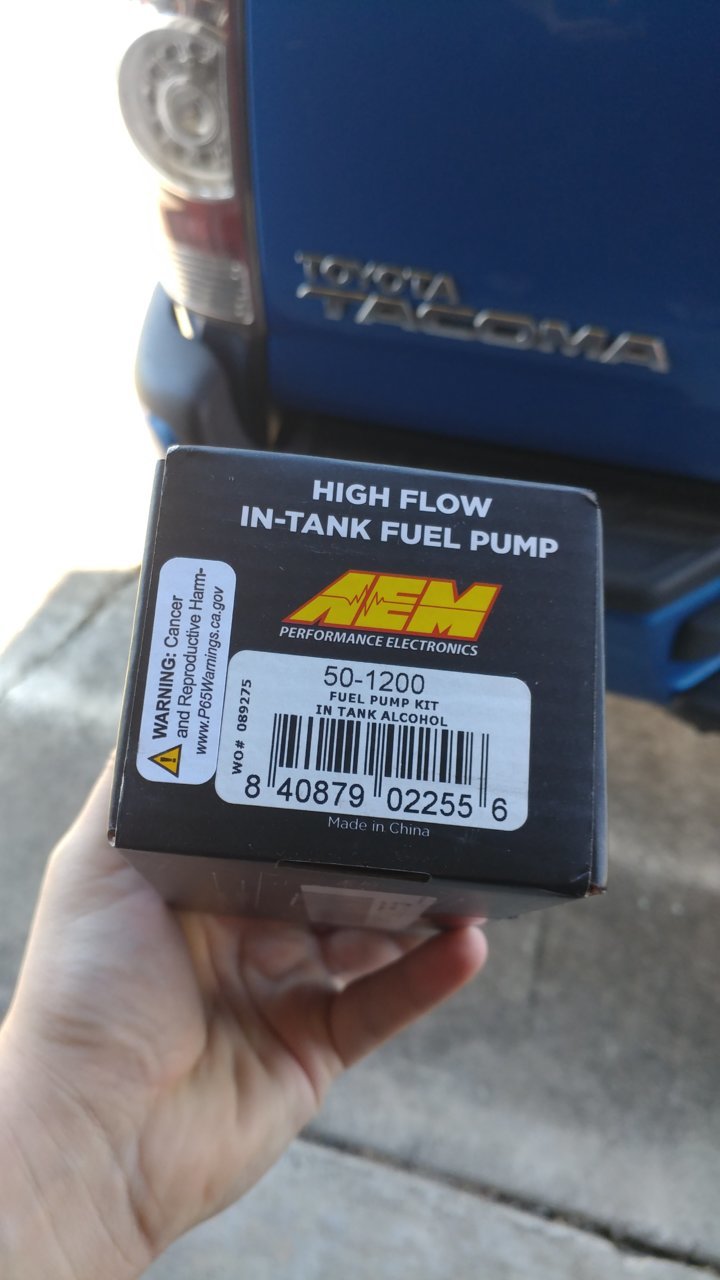 TOYOTA
TACOMA
HIGH FLOW
IN-TANK FUEL PUMP
AEM
PERFORMANCE ELECTRONICS
WARNING: Cancer
and Reproductive Harm-
www.P65Warnings.ca.gov
50-1200
FUEL PUMP KIT
IN TANK ALCOHOL
WO# 089275
8 40879 02255 6
Made in China